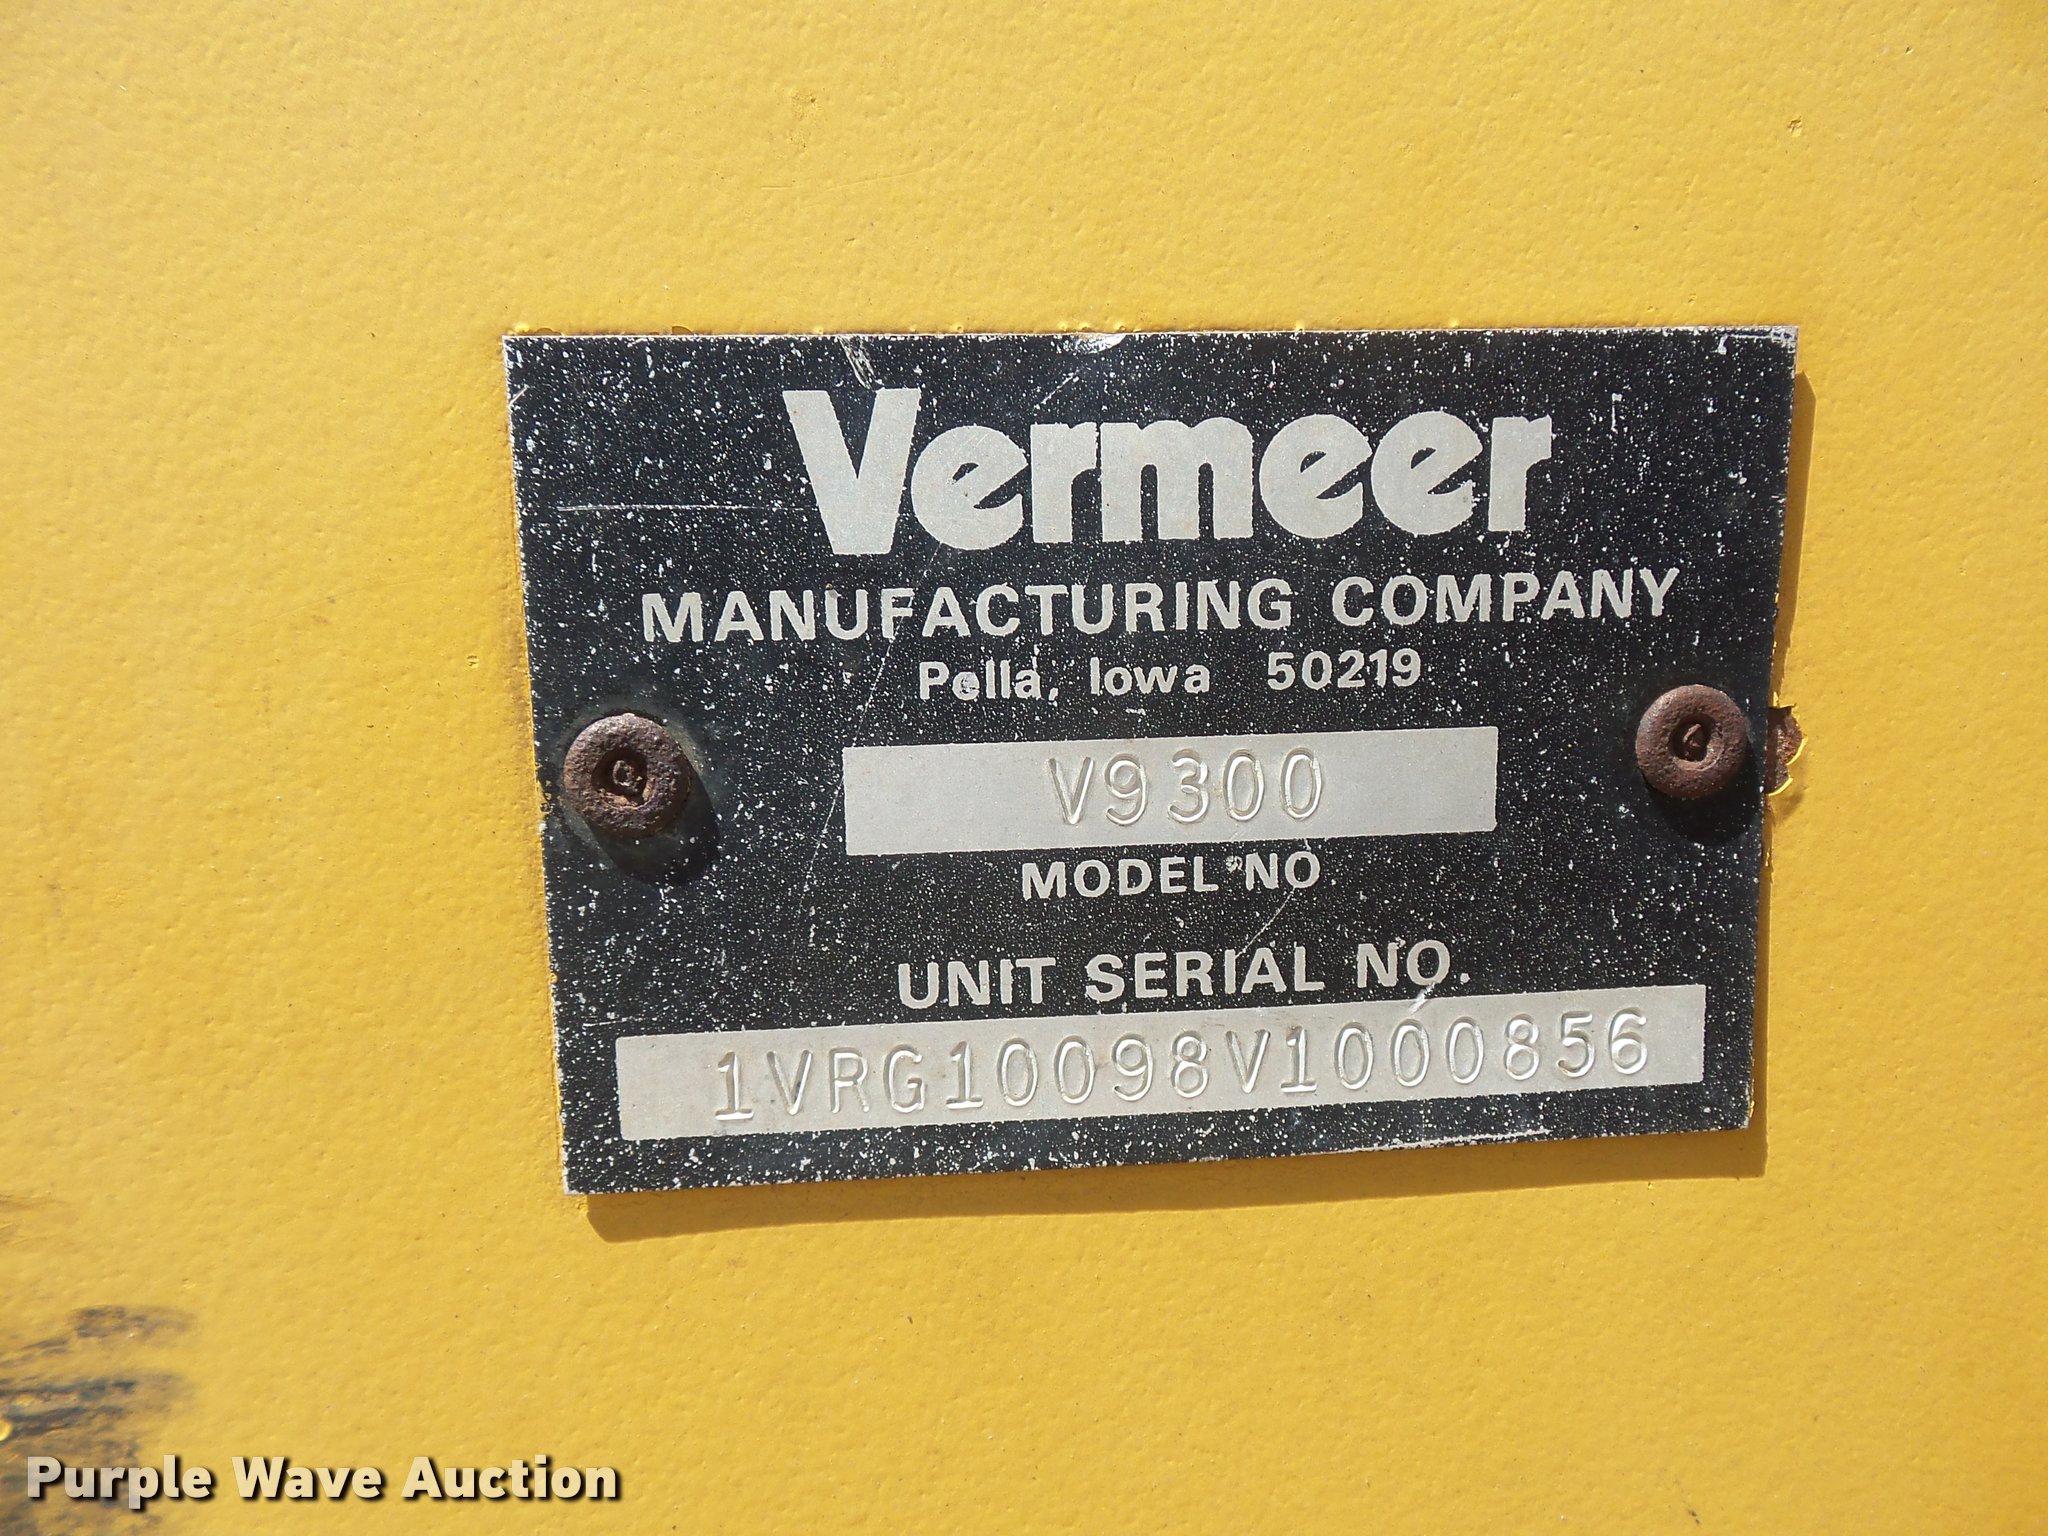 Vermeer
MANUFACTURING COMPANY
Pella, Iowa 50219
V9300
MODEL NO
UNIT SERIAL NO.
1VRG10098V1000856
Purple Wave Auction